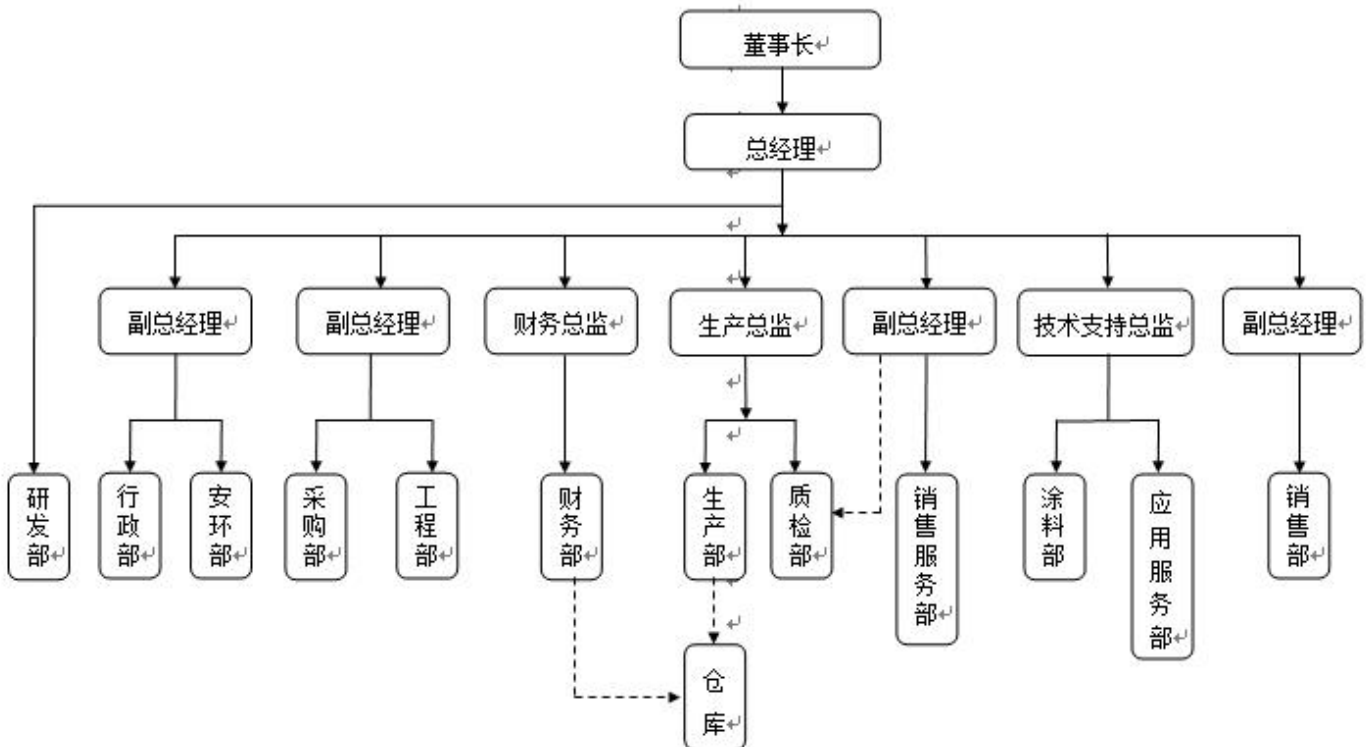 董事长
总经理
副总经理
副总经理
财务总监
生产总监
副总经理
技术支持总监
副总经理
研发部
行政部
安环部
采购部
工程部
财务部
生产部
质检部
销售服务部
涂料部
应用服务部
销售部
仓库